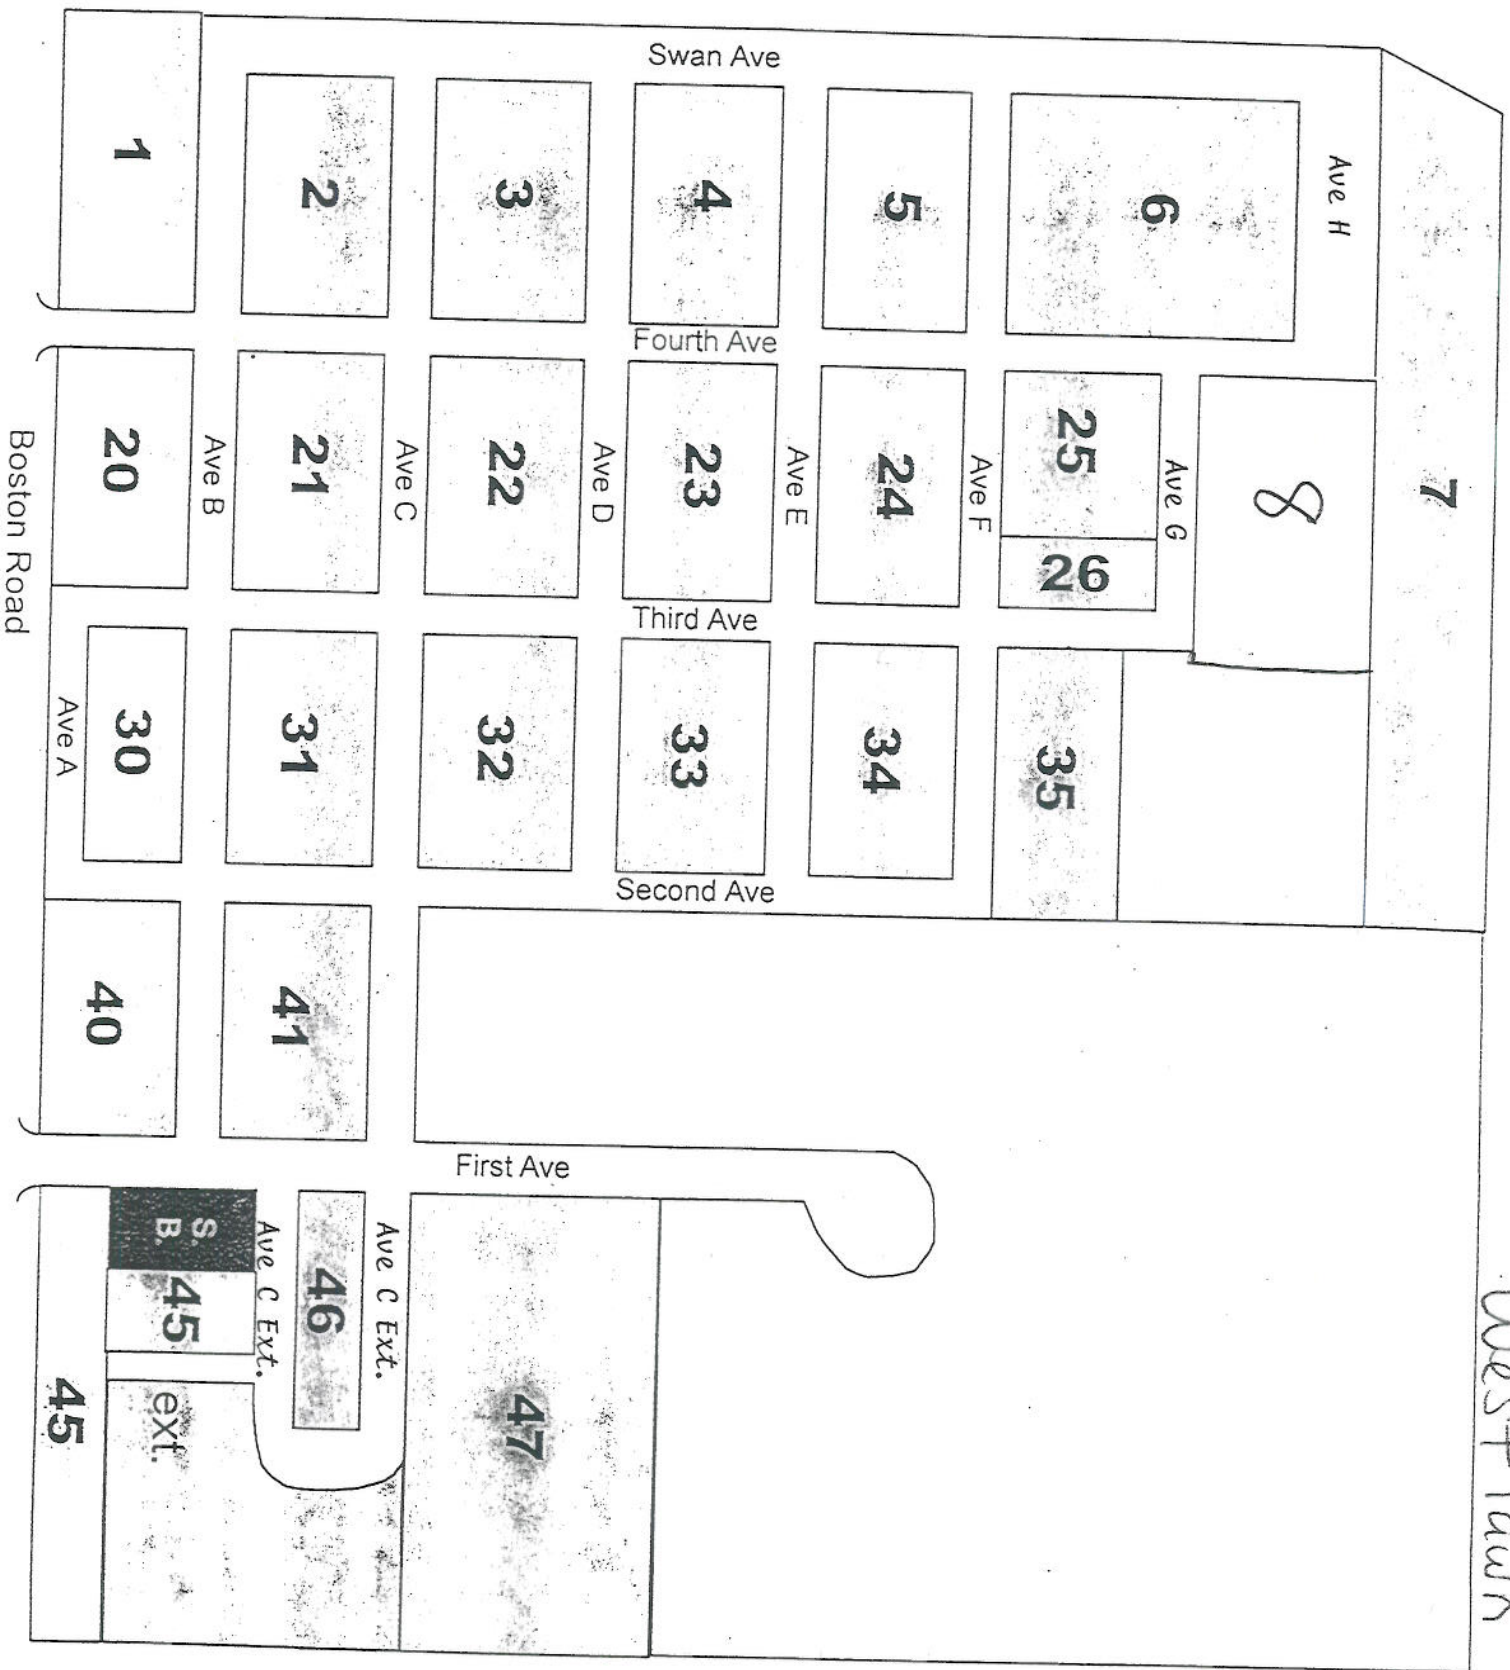 West Lawn
Swan Ave
Ave H
1
2
3
4
5
6
7
Fourth Ave
20
Ave B
21
Ave C
22
Ave D
23
Ave E
24
Ave F
25
26
Ave G
8
Boston Road
Third Ave
Ave A
30
31
32
33
34
35
Second Ave
40
41
First Ave
S.
B.
45
ext.
45
Ave C Ext.
46
Ave C Ext.
47